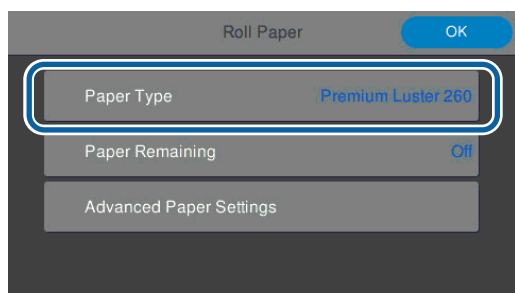 Roll Paper OK
Paper Type Premium Luster 260
Paper Remaining Off
Advanced Paper Settings